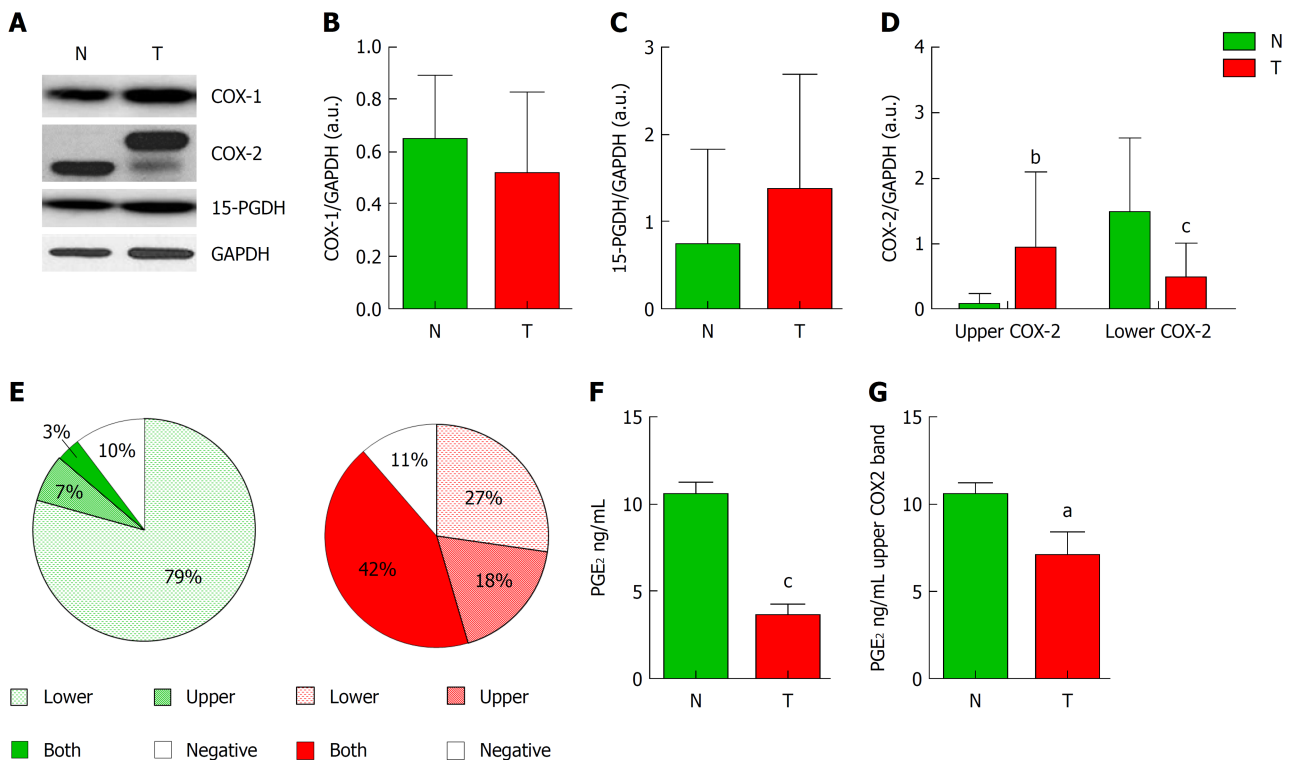 A
N T
COX-1
COX-2
15-PGDH
GAPDH
B
COX-1/GAPDH (a.u.)
1.0
0.8
0.6
0.4
0.2
0.0
N T
C
15-PGDH/GAPDH (a.u.)
3
2
1
0
N T
D
COX-2/GAPDH (a.u.)
4
3
2
1
0
b
c
Upper COX-2 Lower COX-2
N
T
E
3%
10%
7%
79%
11%
27%
42%
18%
Lower Upper Lower Upper
Both Negative Both Negative
F
PGE₂ ng/mL
15
10
5
0
c
N T
G
PGE₂ ng/mL upper COX2 band
15
10
5
0
a
N T